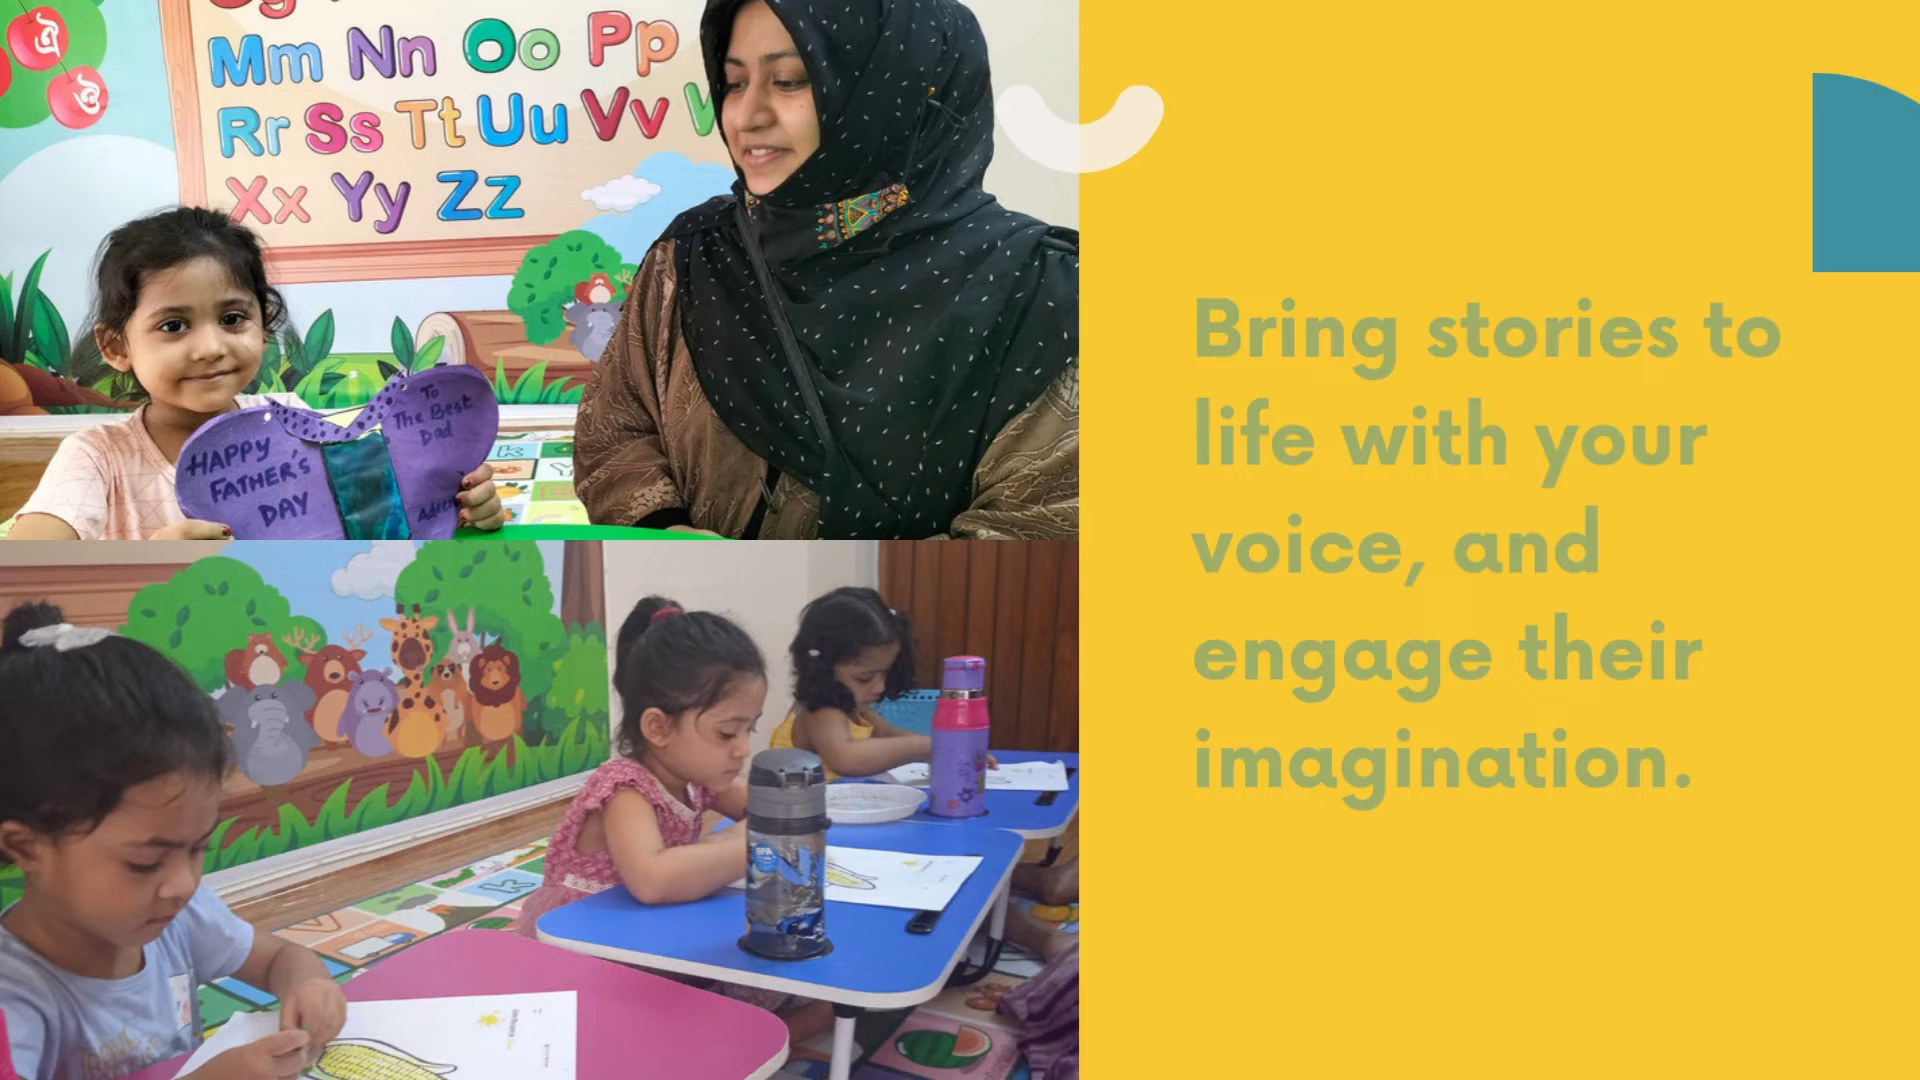 ঐ
ঔ
Mm Nn Oo Pp
Rr Ss Tt Uu Vv
Xx Yy Zz
HAPPY
FATHER'S
DAY
To
The Best
Dad
Bring stories to
life with your
voice, and
engage their
imagination.